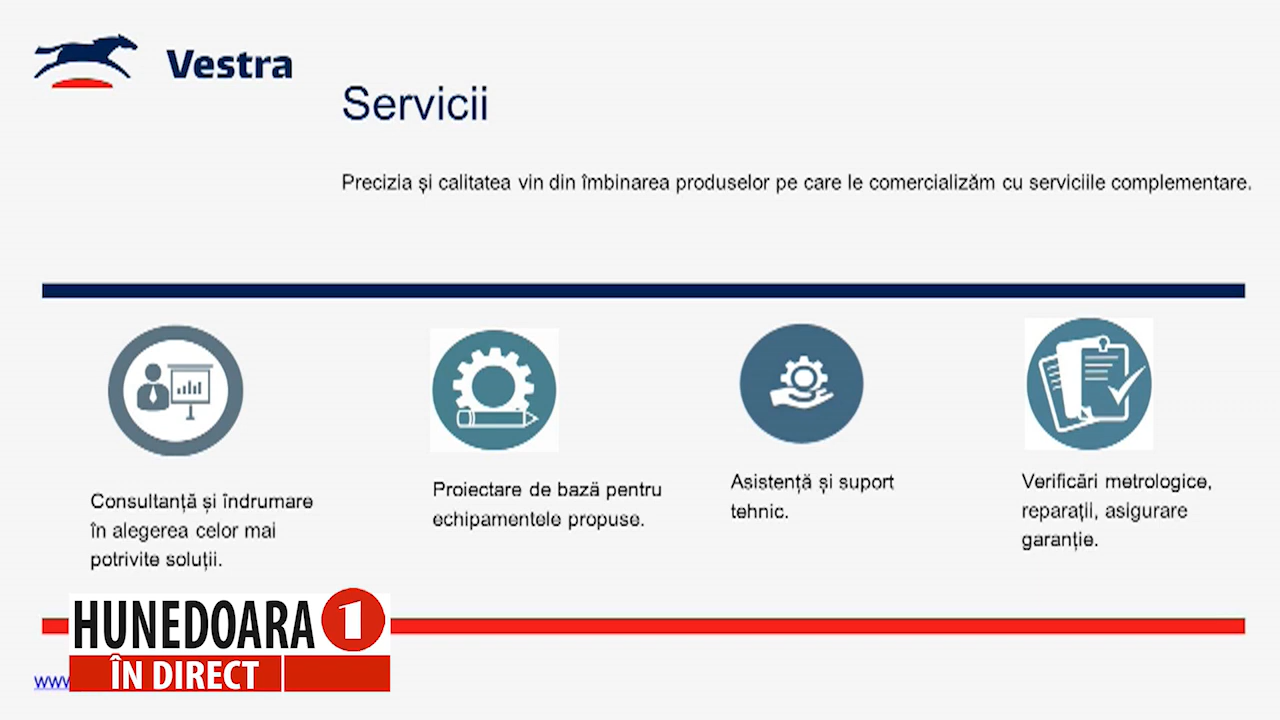 Vestra
Servicii
Precizia și calitatea vin din îmbinarea produselor pe care le comercializăm cu serviciile complementare.
Consultanță și îndrumare
în alegerea celor mai
potrivite soluții.
Proiectare de bază pentru
echipamentele propuse.
Asistență și suport
tehnic.
Verificări metrologice,
reparații, asigurare
garanție.
HUNEDOARA 1
ÎN DIRECT